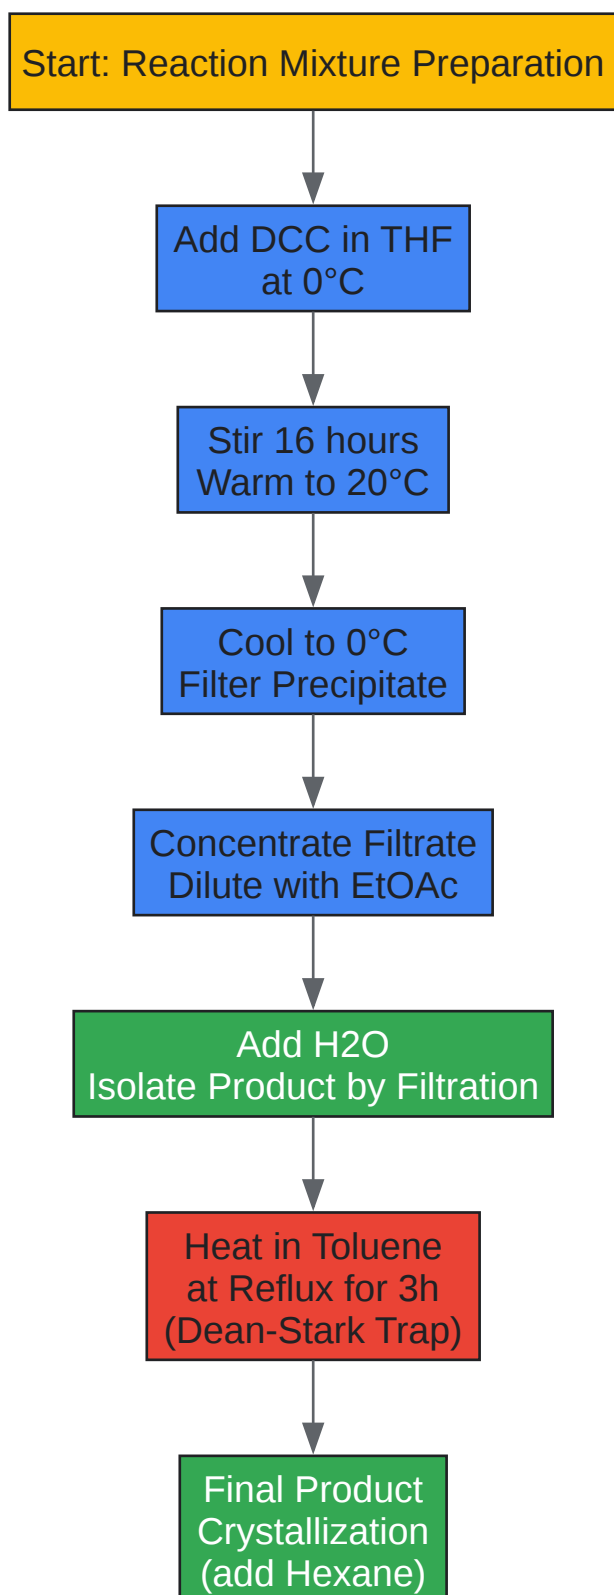 Start: Reaction Mixture Preparation
Add DCC in THF
at 0°C
Stir 16 hours
Warm to 20°C
Cool to 0°C
Filter Precipitate
Concentrate Filtrate
Dilute with EtOAc
Add H2O
Isolate Product by Filtration
Heat in Toluene
at Reflux for 3h
(Dean-Stark Trap)
Final Product
Crystallization
(add Hexane)